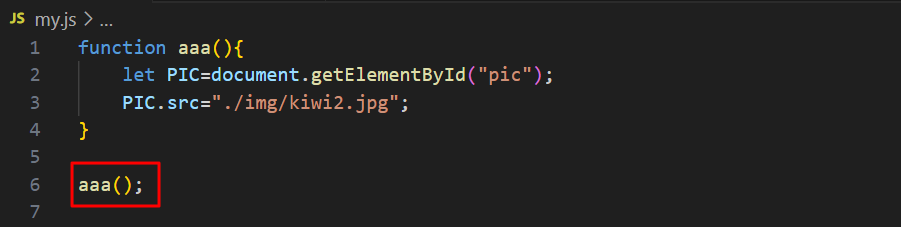 JS my.js > ...
1 function aaa(){
2     let PIC=document.getElementById("pic");
3     PIC.src="./img/kiwi2.jpg";
4 }
5
6 aaa();
7